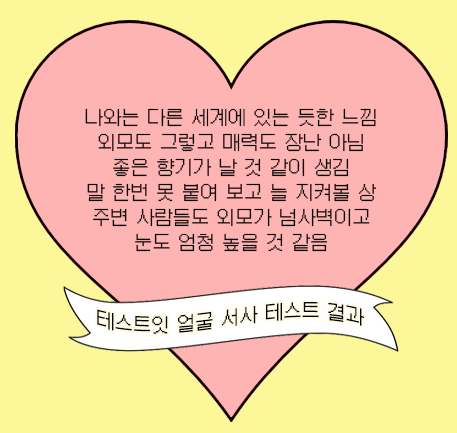 나와는 다른 세계에 있는 듯한 느낌
외모도 그렇고 매력도 장난 아님
좋은 향기가 날 것 같이 생김
말 한번 못 붙여 보고 늘 지켜볼 상
주변 사람들도 외모가 넘사벽이고
눈도 엄청 높을 것 같음
테스트잇 얼굴 서사 테스트 결과